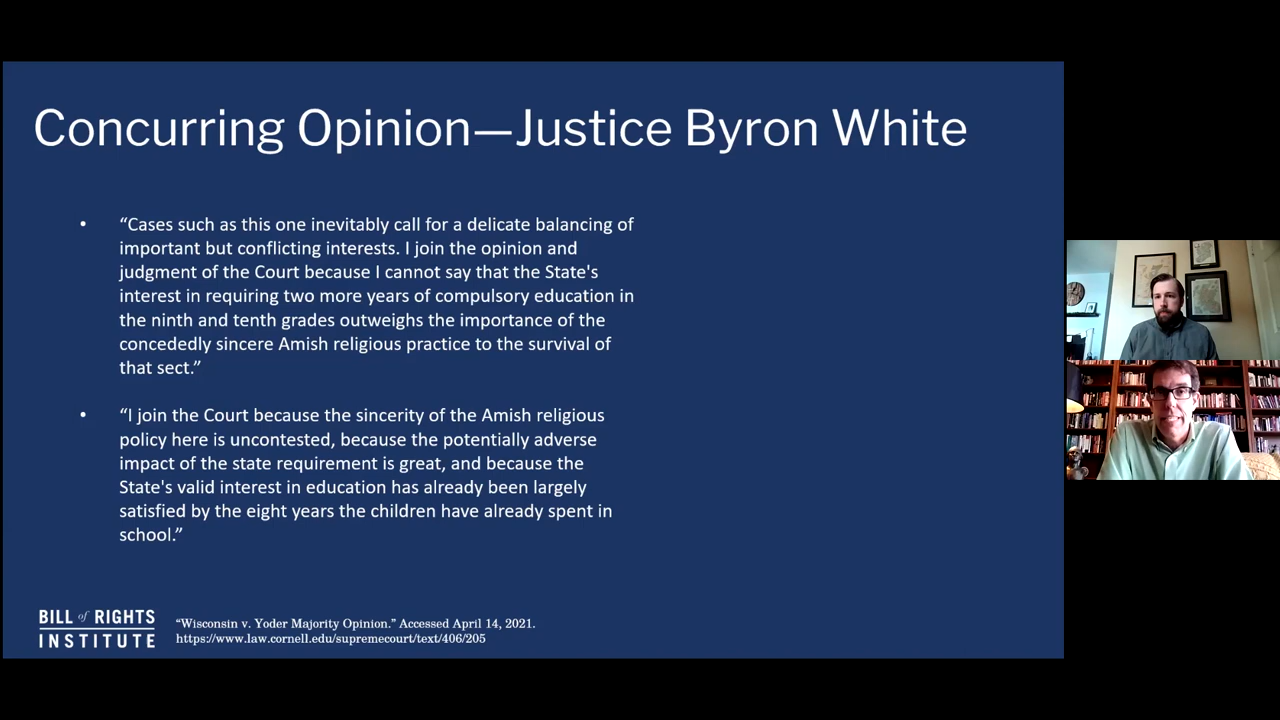 Concurring Opinion—Justice Byron White
• “Cases such as this one inevitably call for a delicate balancing of
important but conflicting interests. I join the opinion and
judgment of the Court because I cannot say that the State's
interest in requiring two more years of compulsory education in
the ninth and tenth grades outweighs the importance of the
concededly sincere Amish religious practice to the survival of
that sect.”
• “I join the Court because the sincerity of the Amish religious
policy here is uncontested, because the potentially adverse
impact of the state requirement is great, and because the
State's valid interest in education has already been largely
satisfied by the eight years the children have already spent in
school.”
BILL of RIGHTS
INSTITUTE
“Wisconsin v. Yoder Majority Opinion.” Accessed April 14, 2021.
https://www.law.cornell.edu/supremecourt/text/406/205